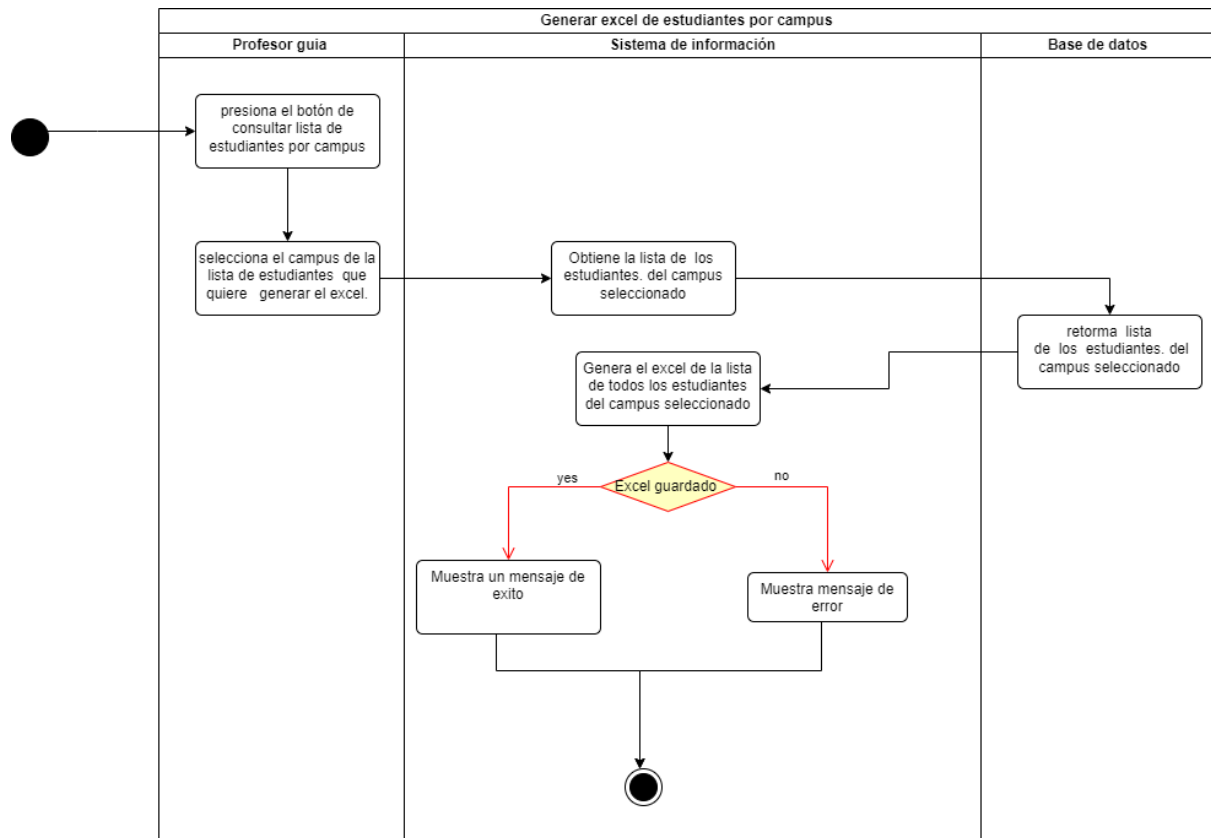 Generar excel de estudiantes por campus
Profesor guia
Sistema de información
Base de datos
presiona el botón de
consultar lista de
estudiantes por campus
selecciona el campus de la
lista de estudiantes que
quiere generar el excel.
Obtiene la lista de los
estudiantes. del campus
seleccionado
retorma lista
de los estudiantes. del
campus seleccionado
Genera el excel de la lista
de todos los estudiantes
del campus seleccionado
yes
Excel guardado
no
Muestra un mensaje de
exito
Muestra mensaje de
error